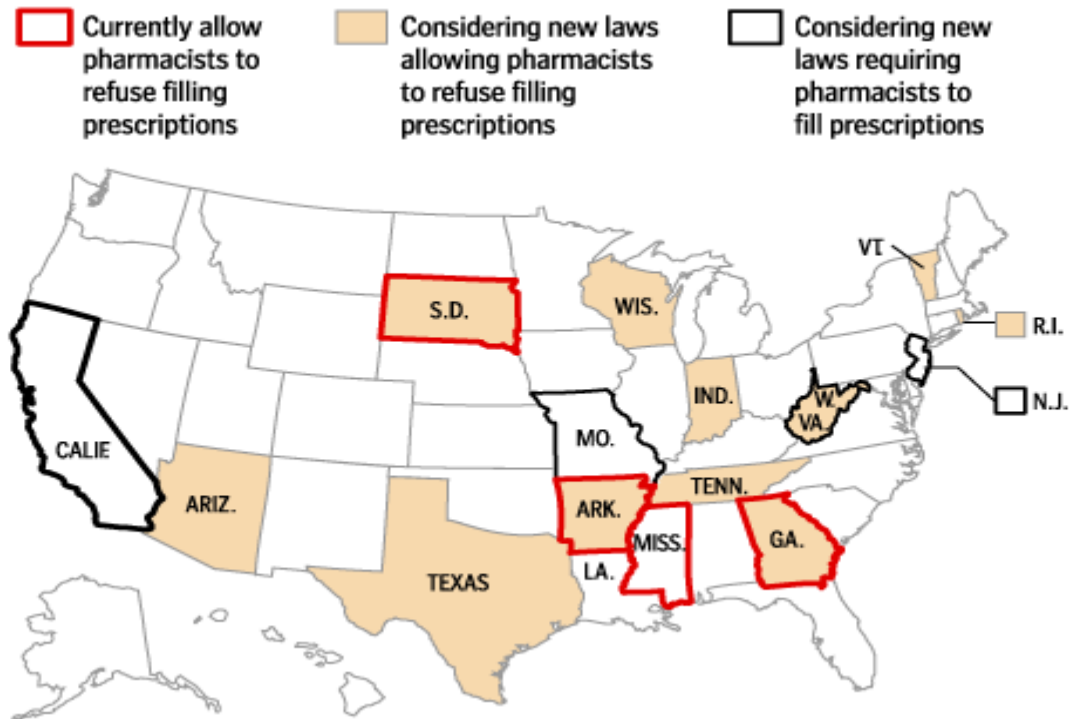 Currently allow
pharmacists to
refuse filling
prescriptions
Considering new laws
allowing pharmacists
to refuse filling
prescriptions
Considering new
laws requiring
pharmacists to
fill prescriptions
VT.
S.D.
WIS.
R.I.
IND.
W.
VA.
N.J.
MO.
CALIF
TENN.
ARIZ.
ARK.
MISS.
GA.
LA.
TEXAS